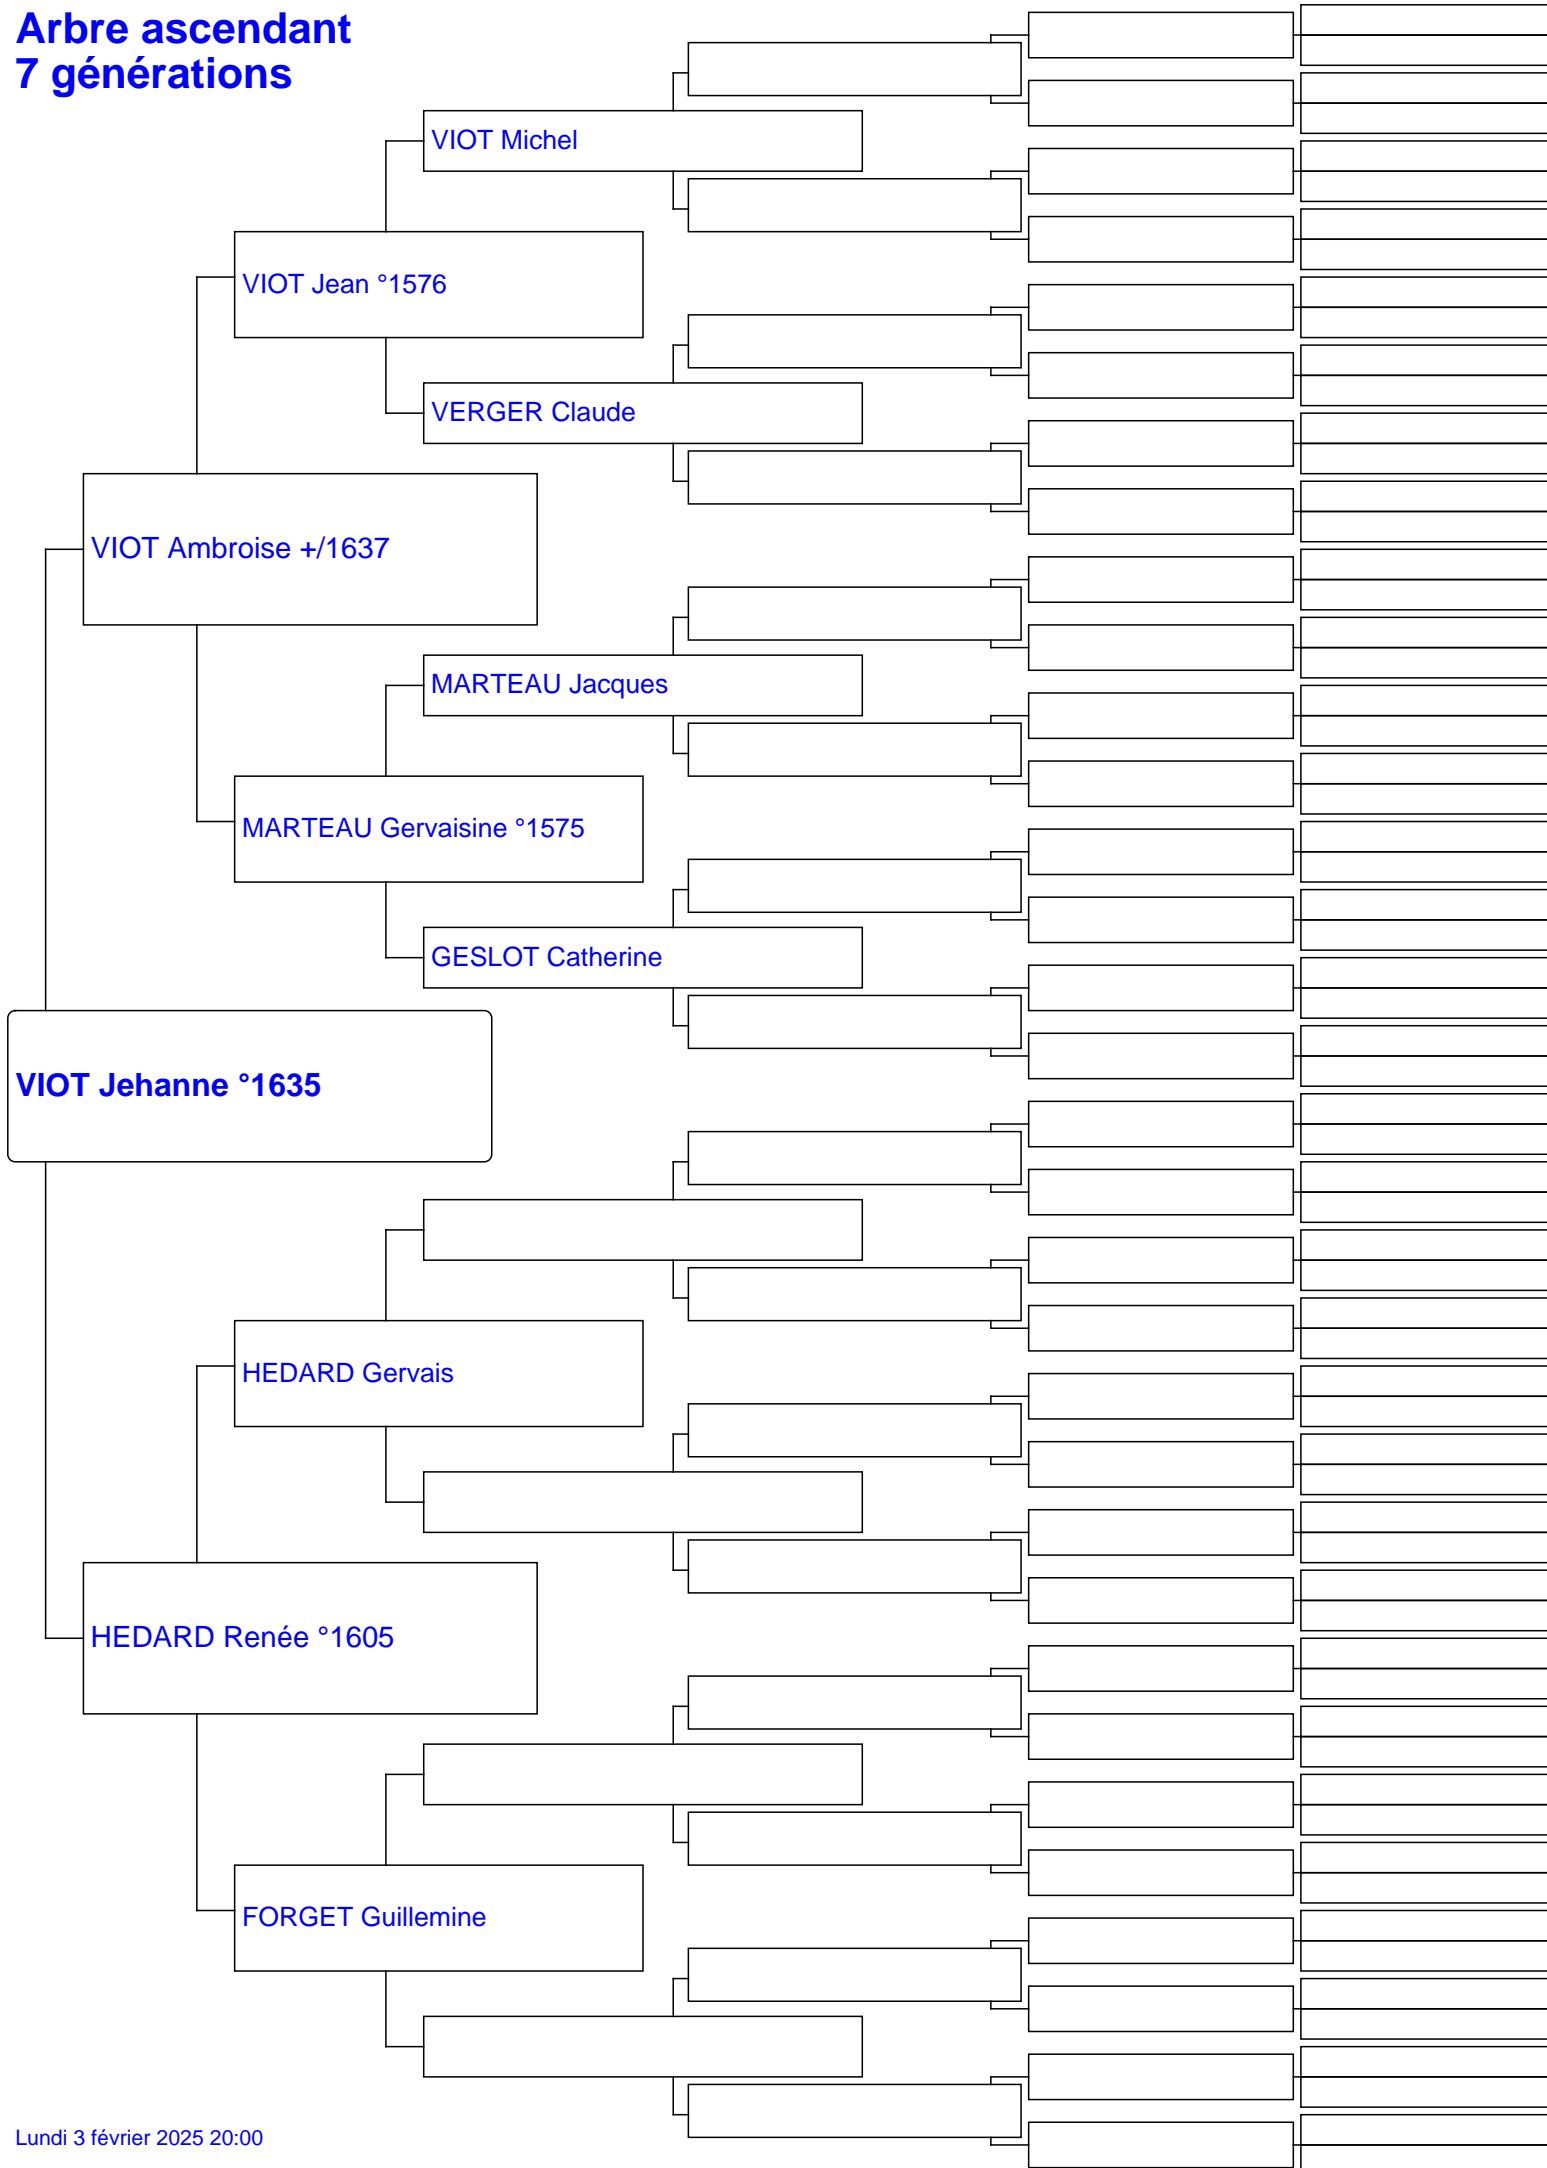 Arbre ascendant
7 générations
VIOT Michel
VIOT Jean °1576
VERGER Claude
VIOT Ambroise +/1637
MARTEAU Jacques
MARTEAU Gervaisine °1575
GESLOT Catherine
VIOT Jehanne °1635
HEDARD Gervais
HEDARD Renée °1605
FORGET Guillemine
Lundi 3 février 2025 20:00